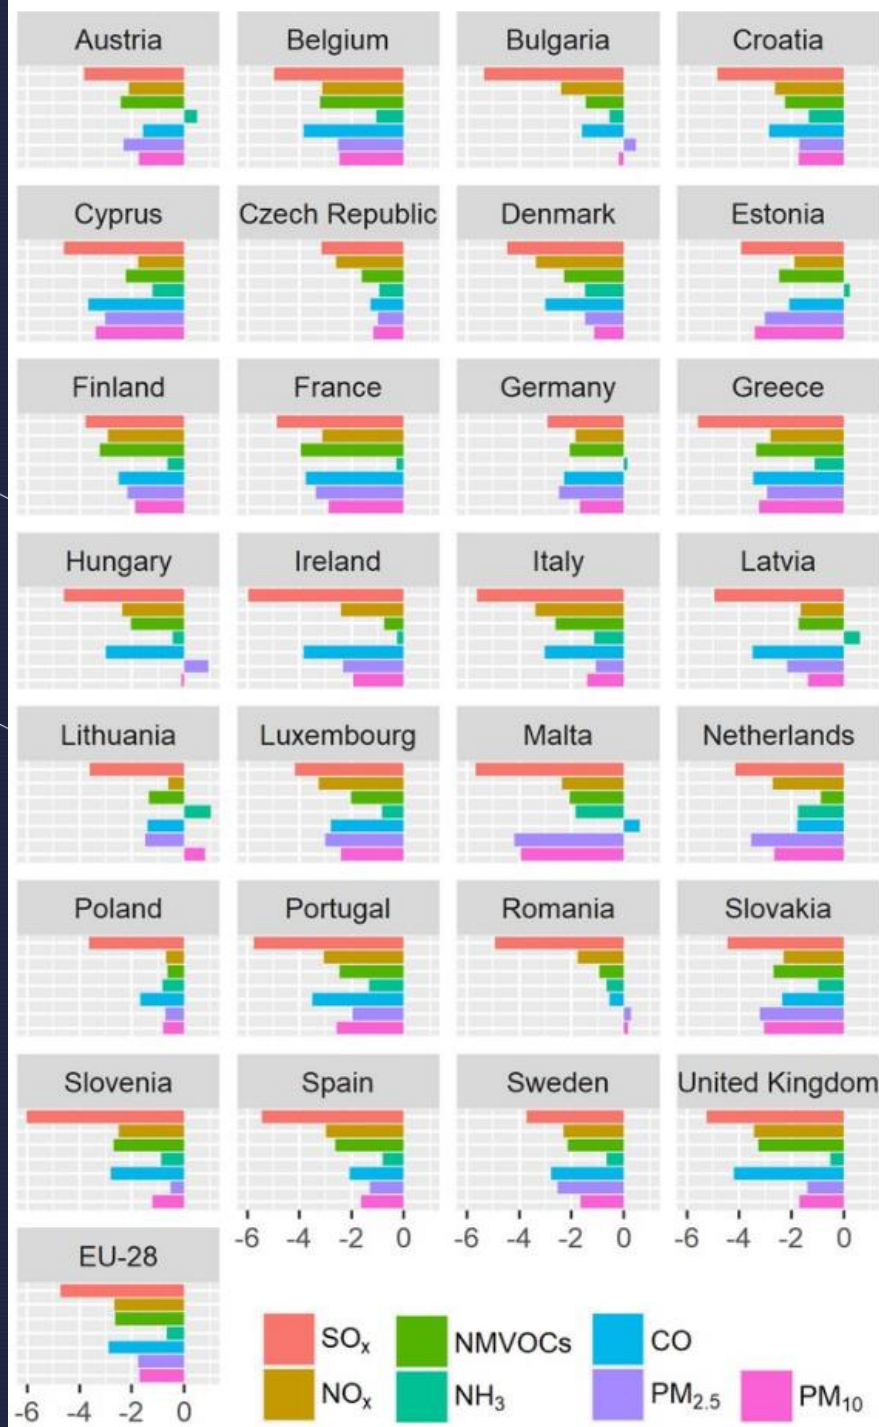 Austria Belgium Bulgaria Croatia
Cyprus Czech Republic Denmark Estonia
Finland France Germany Greece
Hungary Ireland Italy Latvia
Lithuania Luxembourg Malta Netherlands
Poland Portugal Romania Slovakia
Slovenia Spain Sweden United Kingdom
-6 -4 -2 0 -6 -4 -2 0 -6 -4 -2 0
EU-28
SOₓ NMVOCs CO
NOₓ NH₃ PM₂.₅ PM₁₀
-6 -4 -2 0